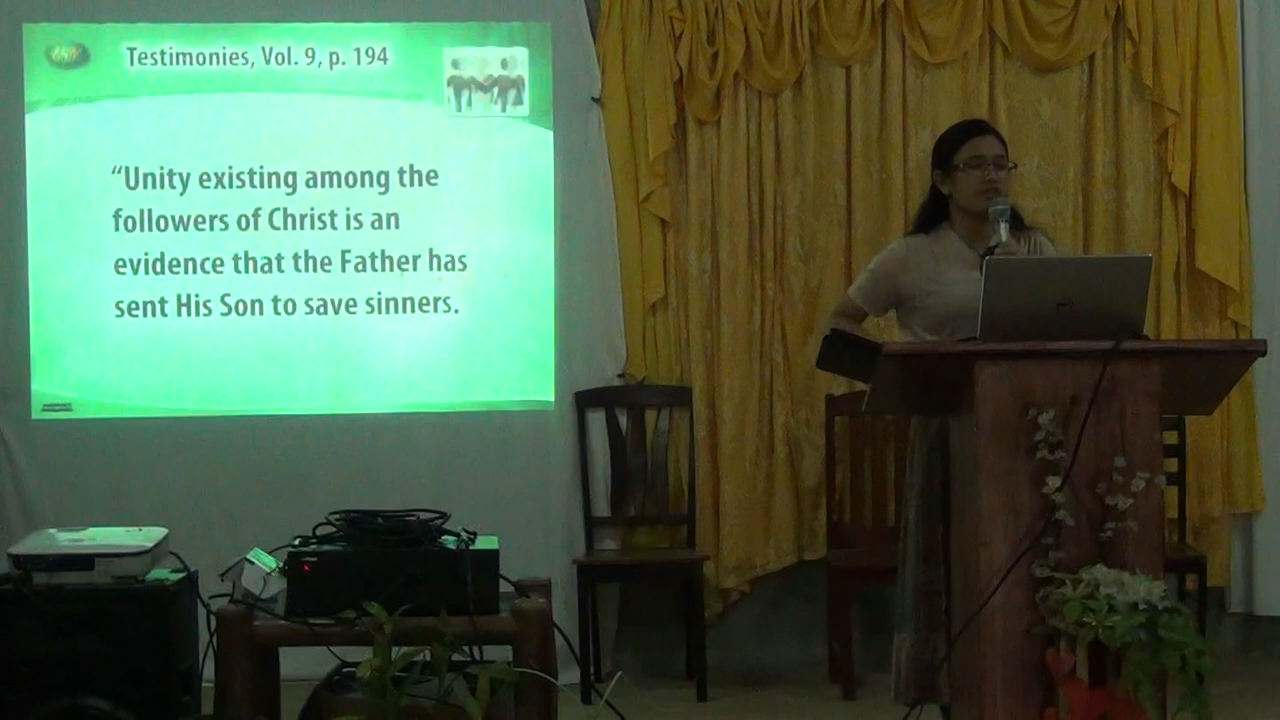 Testimonies, Vol. 9, p. 194
“Unity existing among the
followers of Christ is an
evidence that the Father has
sent His Son to save sinners.